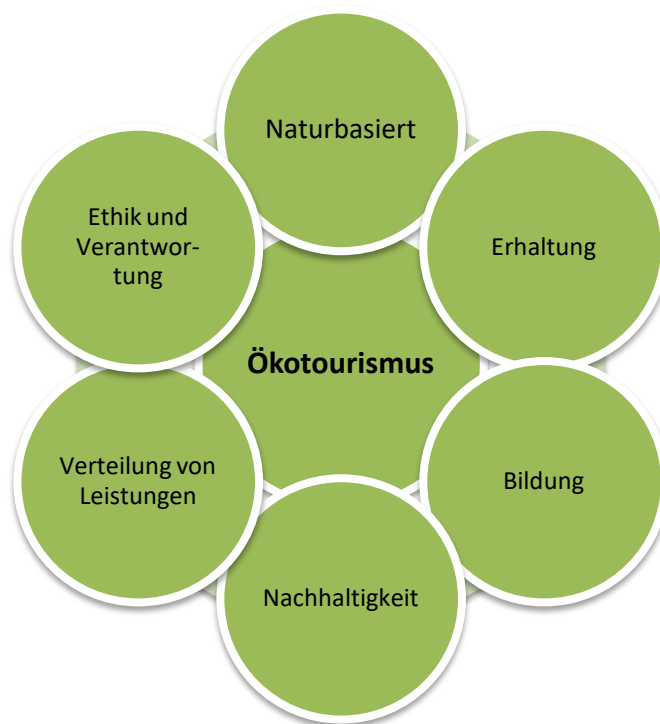 Naturbasiert
Ethik und
Verantwor-
tung
Erhaltung
Ökotourismus
Verteilung von
Leistungen
Bildung
Nachhaltigkeit